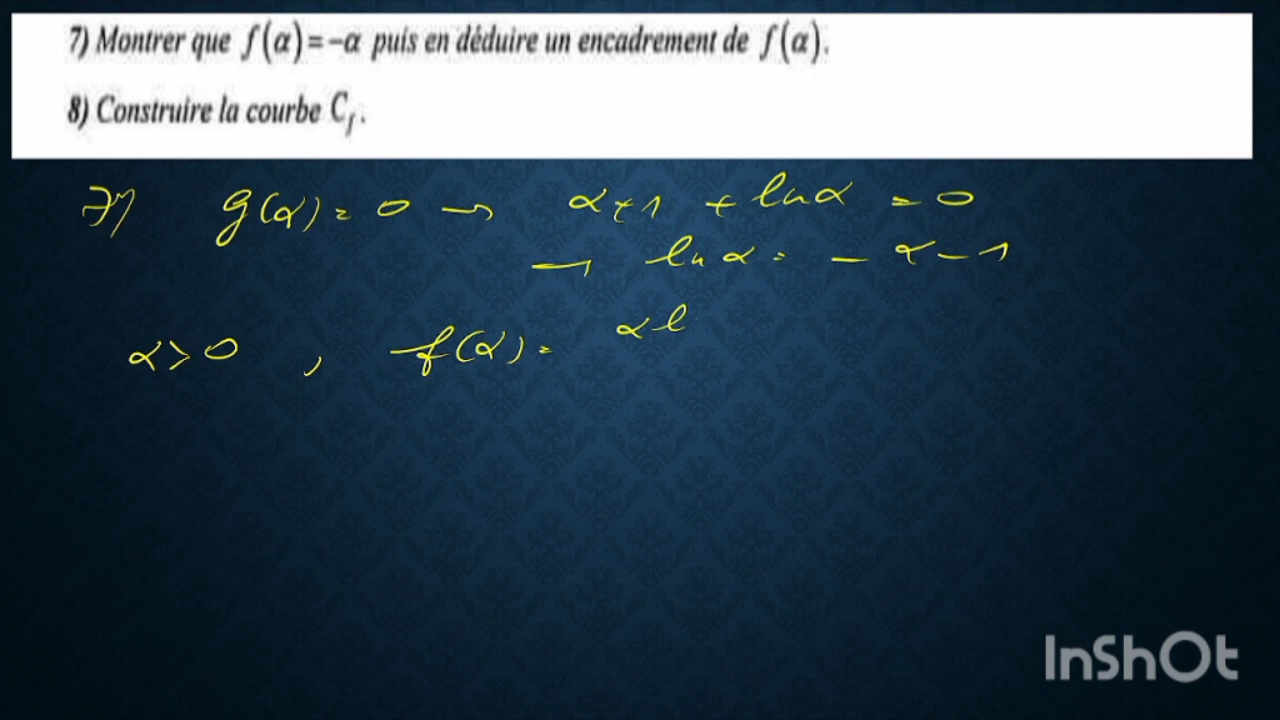 7) Montrer que f(α)=-α puis en déduire un encadrement de f(α).
8) Construire la courbe C_f.
7) g(α) = 0 → α+1 + ln α = 0
→ ln α = - α - 1
α > 0 , f(α) = α l
InShOt